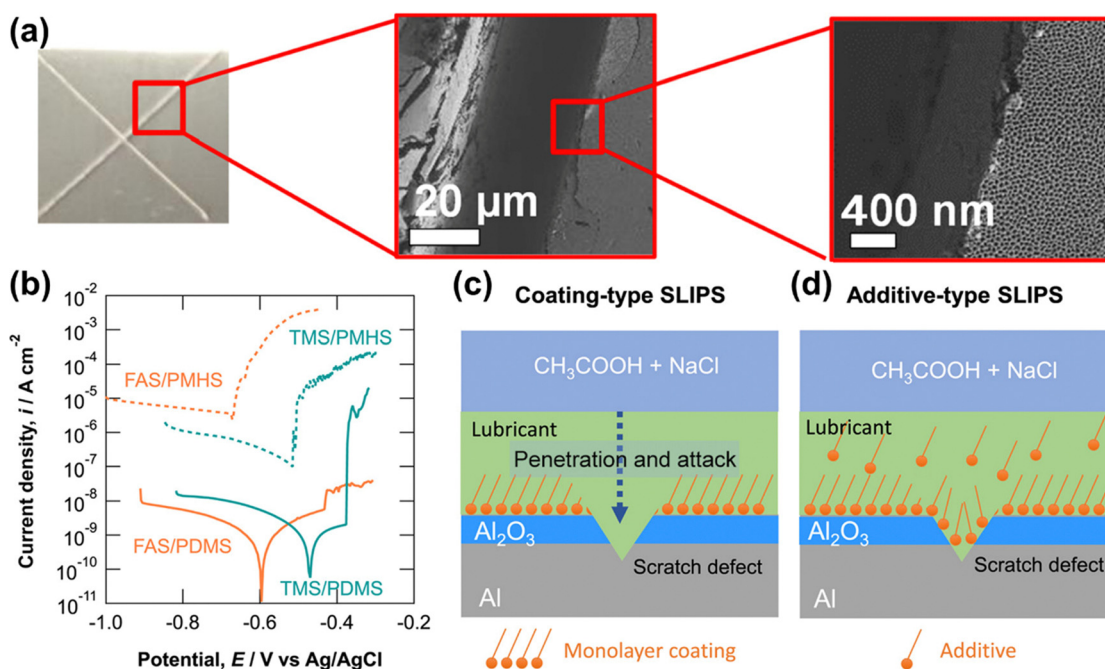 (a)
20 µm
400 nm
(b)
10⁻²
10⁻³
10⁻⁴
10⁻⁵
10⁻⁶
10⁻⁷
10⁻⁸
10⁻⁹
10⁻¹⁰
10⁻¹¹
Current density, i / A cm⁻²
TMS/PMHS
FAS/PMHS
FAS/PDMS
TMS/PDMS
-1.0 -0.8 -0.6 -0.4 -0.2
Potential, E / V vs Ag/AgCl
(c) Coating-type SLIPS
CH₃COOH + NaCl
Lubricant
Penetration and attack
Al₂O₃
Scratch defect
Al
Monolayer coating
(d) Additive-type SLIPS
CH₃COOH + NaCl
Lubricant
Al₂O₃
Scratch defect
Al
Additive